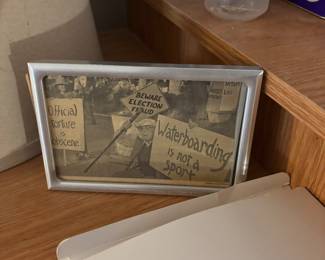 BEWARE
ELECTION
FRAUD
Official
torture
is
obscene
Waterboarding
is not a
sport